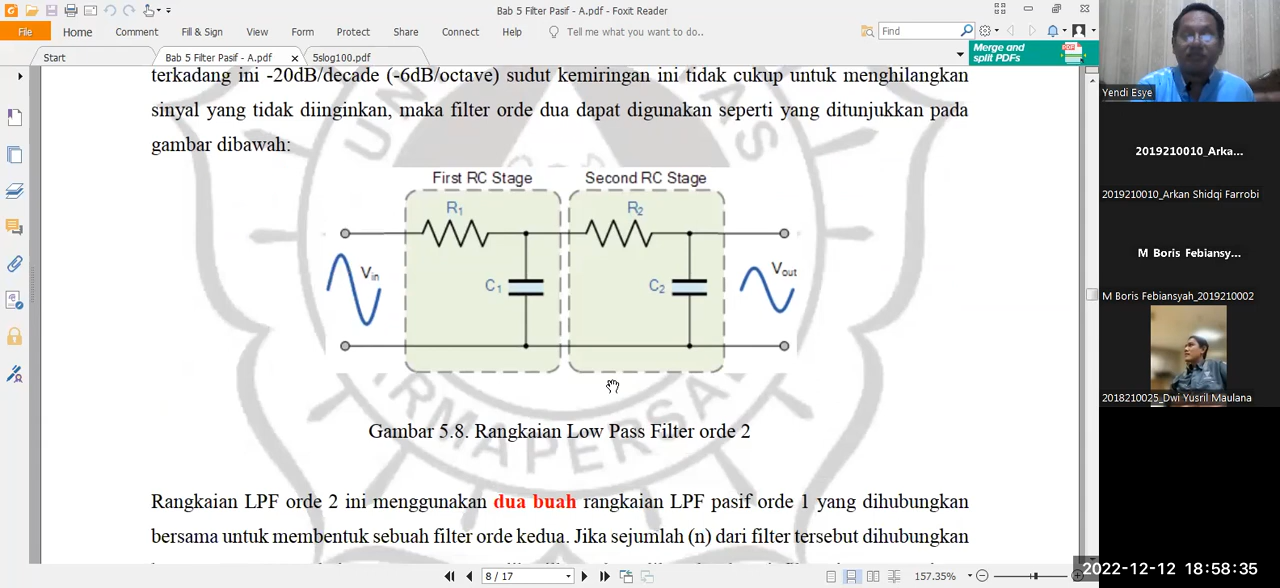 Bab 5 Filter Pasif - A.pdf - Foxit Reader
File Home Comment Fill & Sign View Form Protect Share Connect Help Tell me what you want to do.. Find
Start Bab 5 Filter Pasif - A.pdf 5slog100.pdf
Merge and
split PDFs
terkadang ini -20dB/decade (-6dB/octave) sudut kemiringan ini tidak cukup untuk menghilangkan
sinyal yang tidak diinginkan, maka filter orde dua dapat digunakan seperti yang ditunjukkan pada
gambar dibawah:
First RC Stage Second RC Stage
R1 R2
Vin Vout
C1 C2
Gambar 5.8. Rangkaian Low Pass Filter orde 2
Rangkaian LPF orde 2 ini menggunakan dua buah rangkaian LPF pasif orde 1 yang dihubungkan
bersama untuk membentuk sebuah filter orde kedua. Jika sejumlah (n) dari filter tersebut dihubungkan
8 / 17 157.35%
Yendi Esye
2019210010_Arka...
2019210010_Arkan Shidqi Farrobi
M Boris Febiansy...
M Boris Febiansyah_2019210002
2018210025_Dwi Yusril Maulana
2022-12-12 18:58:35